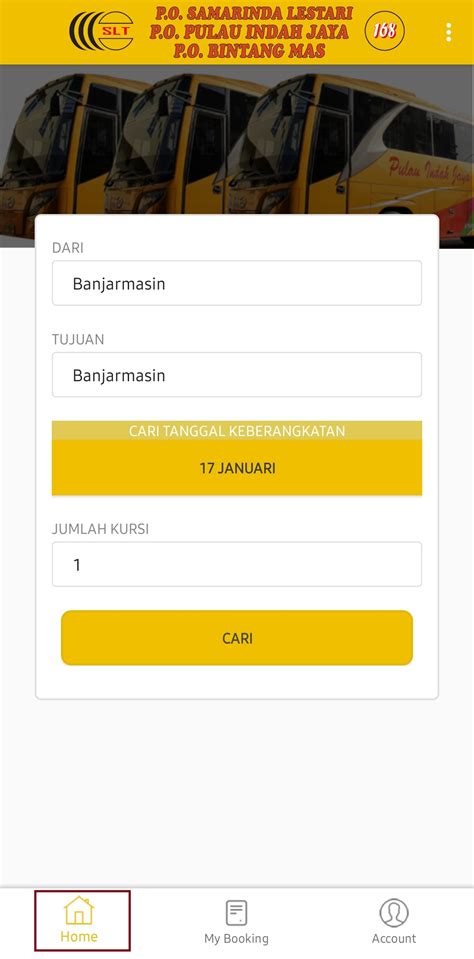 SLT
P.O. SAMARINDA LESTARI
P.O. PULAU INDAH JAYA
P.O. BINTANG MAS
168
Pulau Indah Jaya
DARI
Banjarmasin
TUJUAN
Banjarmasin
CARI TANGGAL KEBERANGKATAN
17 JANUARI
JUMLAH KURSI
1
CARI
Home
My Booking
Account